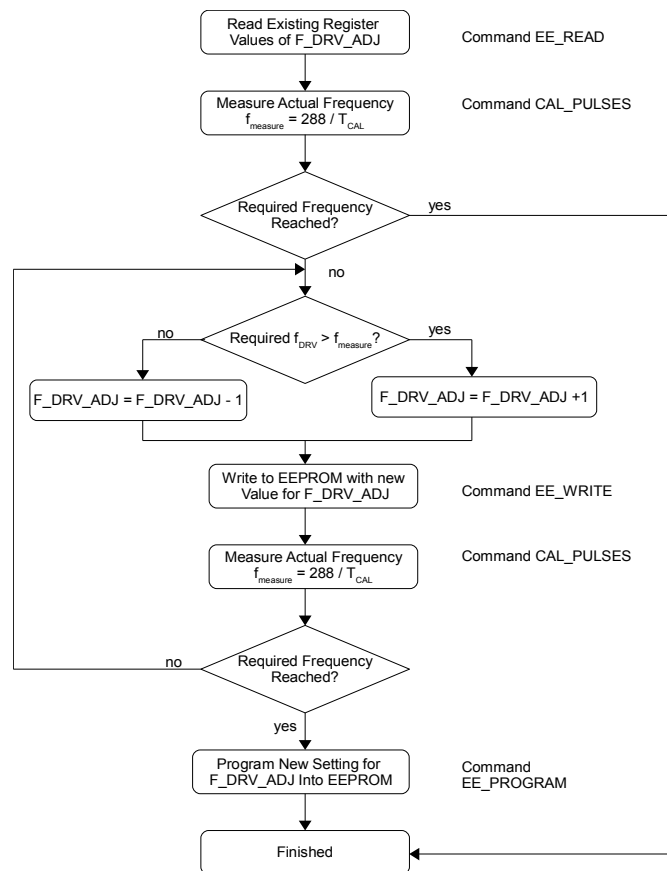 Read Existing Register
Values of F_DRV_ADJ
Command EE_READ
Measure Actual Frequency
f_measure = 288 / T_CAL
Command CAL_PULSES
Required Frequency
Reached?
yes
no
Required f_DRV > f_measure?
no
yes
F_DRV_ADJ = F_DRV_ADJ - 1
F_DRV_ADJ = F_DRV_ADJ +1
Write to EEPROM with new
Value for F_DRV_ADJ
Command EE_WRITE
Measure Actual Frequency
f_measure = 288 / T_CAL
Command CAL_PULSES
Required Frequency
Reached?
no
yes
Program New Setting for
F_DRV_ADJ Into EEPROM
Command
EE_PROGRAM
Finished